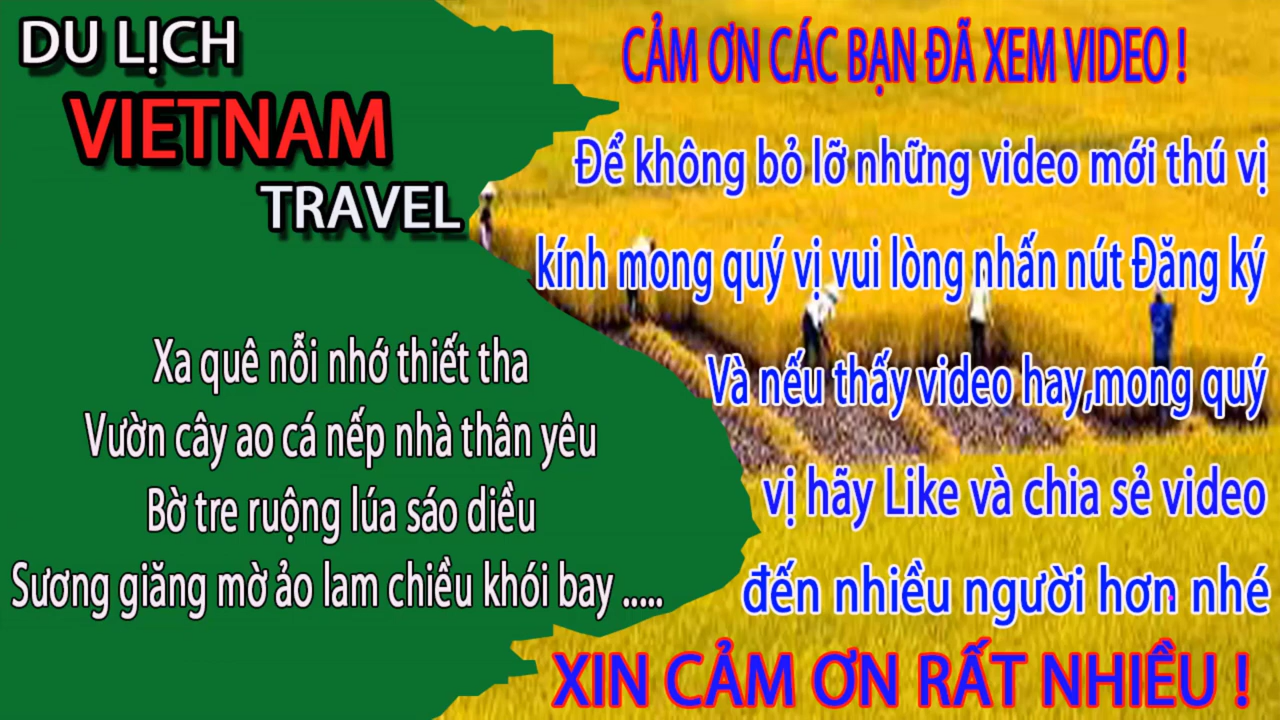 DU LỊCH
VIETNAM
TRAVEL
Xa quê nỗi nhớ thiết tha
Vườn cây ao cá nếp nhà thân yêu
Bờ tre ruộng lúa sáo diều
Sương giăng mờ ảo lam chiều khói bay .....
CẢM ƠN CÁC BẠN ĐÃ XEM VIDEO !
Để không bỏ lỡ những video mới thú vị
kính mong quý vị vui lòng nhấn nút Đăng ký
Và nếu thấy video hay,mong quý
vị hãy Like và chia sẻ video
đến nhiều người hơn nhé
XIN CẢM ƠN RẤT NHIỀU !